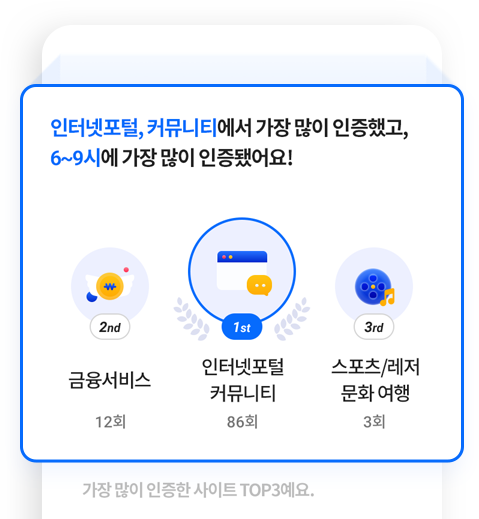 인터넷포털, 커뮤니티에서 가장 많이 인증했고,
6~9시에 가장 많이 인증됐어요!
2nd
1st
3rd
금융서비스
인터넷포털
커뮤니티
스포츠/레저
문화 여행
12회
86회
3회
가장 많이 인증한 사이트 TOP3예요.